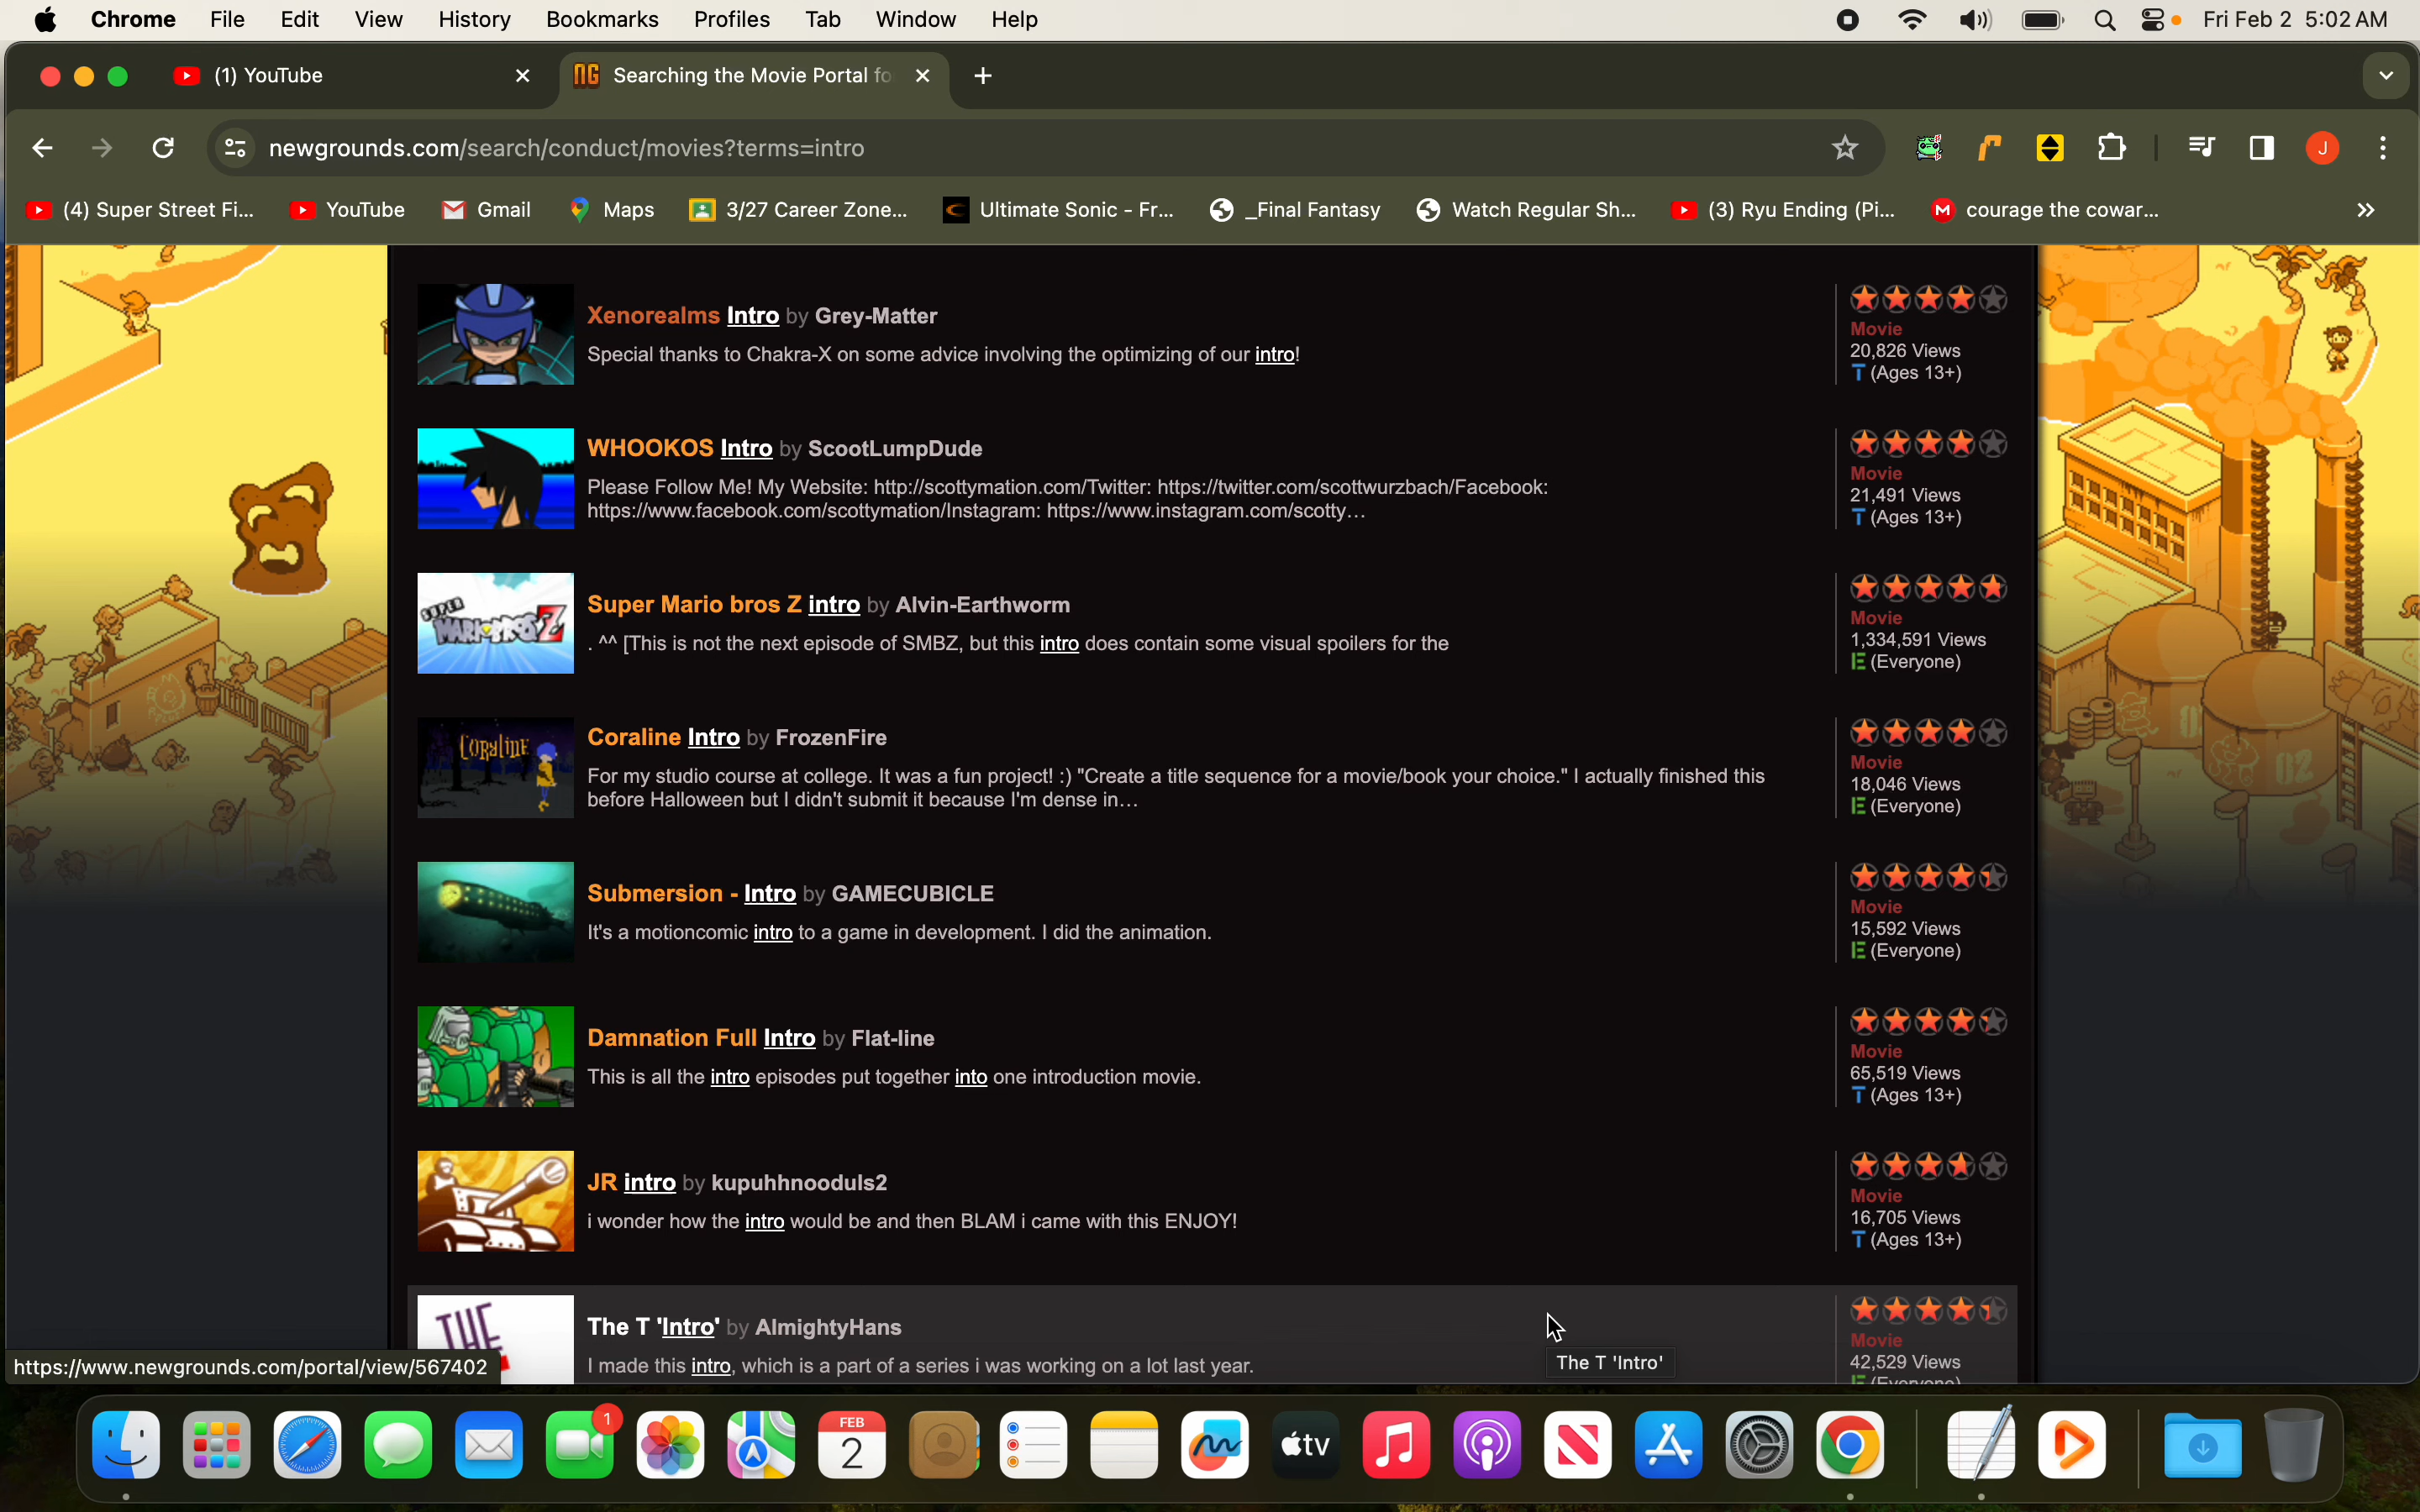 Chrome File Edit View History Bookmarks Profiles Tab Window Help Fri Feb 2 5:02 AM
(1) YouTube Searching the Movie Portal fo
newgrounds.com/search/conduct/movies?terms=intro J
(4) Super Street Fi... YouTube Gmail Maps 3/27 Career Zone... Ultimate Sonic - Fr... _Final Fantasy Watch Regular Sh... (3) Ryu Ending (Pi... courage the cowar...
Xenorealms Intro by Grey-Matter
Special thanks to Chakra-X on some advice involving the optimizing of our intro!
Movie
20,826 Views
T (Ages 13+)
WHOOKOS Intro by ScootLumpDude
Please Follow Me! My Website: http://scottymation.com/Twitter: https://twitter.com/scottwurzbach/Facebook:
https://www.facebook.com/scottymation/Instagram: https://www.instagram.com/scotty...
Movie
21,491 Views
T (Ages 13+)
SUPER MARIO BROS Z
Super Mario bros Z intro by Alvin-Earthworm
. ^^ [This is not the next episode of SMBZ, but this intro does contain some visual spoilers for the
Movie
1,334,591 Views
E (Everyone)
CORALINE
Coraline Intro by FrozenFire
For my studio course at college. It was a fun project! :) "Create a title sequence for a movie/book your choice." I actually finished this
before Halloween but I didn't submit it because I'm dense in...
Movie
18,046 Views
E (Everyone)
Submersion - Intro by GAMECUBICLE
It's a motioncomic intro to a game in development. I did the animation.
Movie
15,592 Views
E (Everyone)
Damnation Full Intro by Flat-line
This is all the intro episodes put together into one introduction movie.
Movie
65,519 Views
T (Ages 13+)
JR intro by kupuhhnooduls2
i wonder how the intro would be and then BLAM i came with this ENJOY!
Movie
16,705 Views
T (Ages 13+)
THE
The T 'Intro' by AlmightyHans
I made this intro, which is a part of a series i was working on a lot last year.
Movie
42,529 Views
E (Everyone)
The T 'Intro'
https://www.newgrounds.com/portal/view/567402
1
FEB
2
tv
02